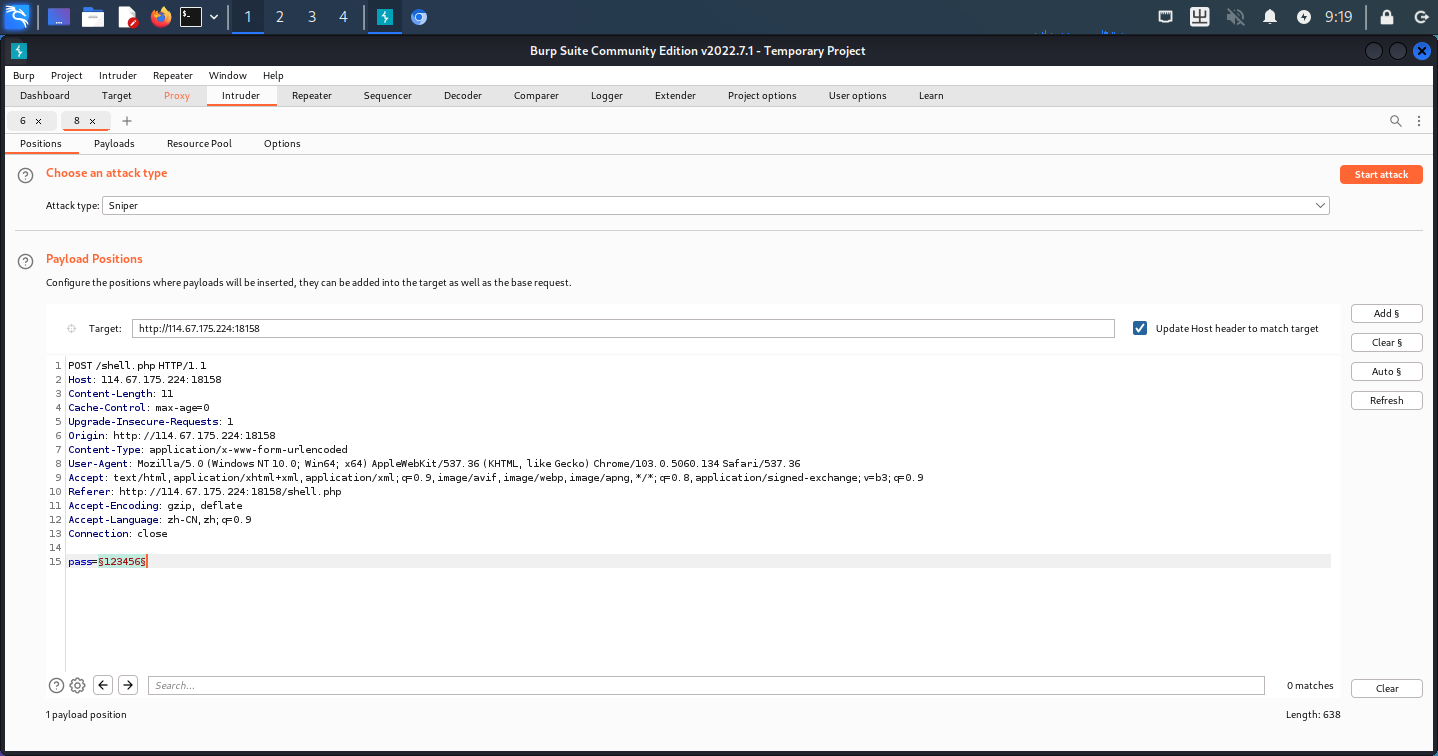 1 2 3 4 9:19
Burp Suite Community Edition v2022.7.1 - Temporary Project
Burp Project Intruder Repeater Window Help
Dashboard Target Proxy Intruder Repeater Sequencer Decoder Comparer Logger Extender Project options User options Learn
6 × 8 × +
Positions Payloads Resource Pool Options
? Choose an attack type Start attack
Attack type: Sniper
? Payload Positions
Configure the positions where payloads will be inserted, they can be added into the target as well as the base request.
Target: http://114.67.175.224:18158 Update Host header to match target
Add §
Clear §
Auto §
Refresh
1 POST /shell.php HTTP/1.1
2 Host: 114.67.175.224:18158
3 Content-Length: 11
4 Cache-Control: max-age=0
5 Upgrade-Insecure-Requests: 1
6 Origin: http://114.67.175.224:18158
7 Content-Type: application/x-www-form-urlencoded
8 User-Agent: Mozilla/5.0 (Windows NT 10.0; Win64; x64) AppleWebKit/537.36 (KHTML, like Gecko) Chrome/103.0.5060.134 Safari/537.36
9 Accept: text/html,application/xhtml+xml,application/xml;q=0.9,image/avif,image/webp,image/apng,*/*;q=0.8,application/signed-exchange;v=b3;q=0.9
10 Referer: http://114.67.175.224:18158/shell.php
11 Accept-Encoding: gzip, deflate
12 Accept-Language: zh-CN,zh;q=0.9
13 Connection: close
14
15 pass=§123456§
? Search... 0 matches Clear
1 payload position Length: 638